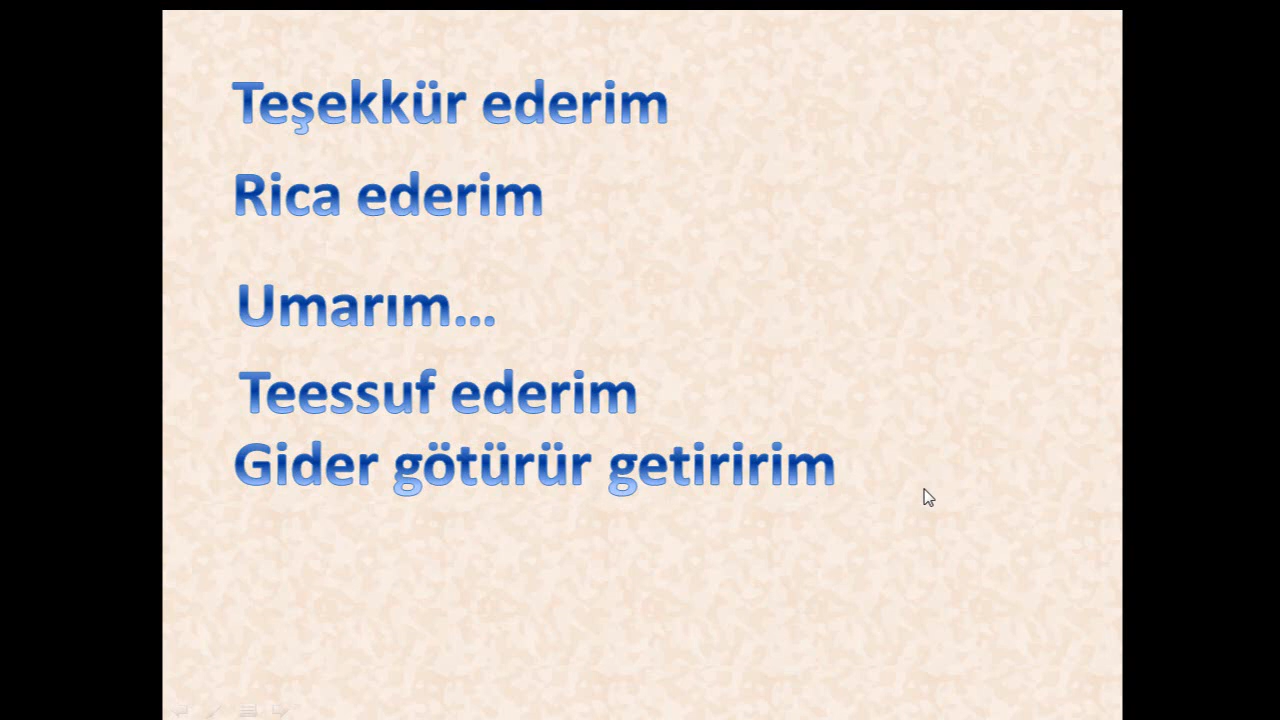 Teşekkür ederim
Rica ederim
Umarım...
Teessuf ederim
Gider götürür getiririm